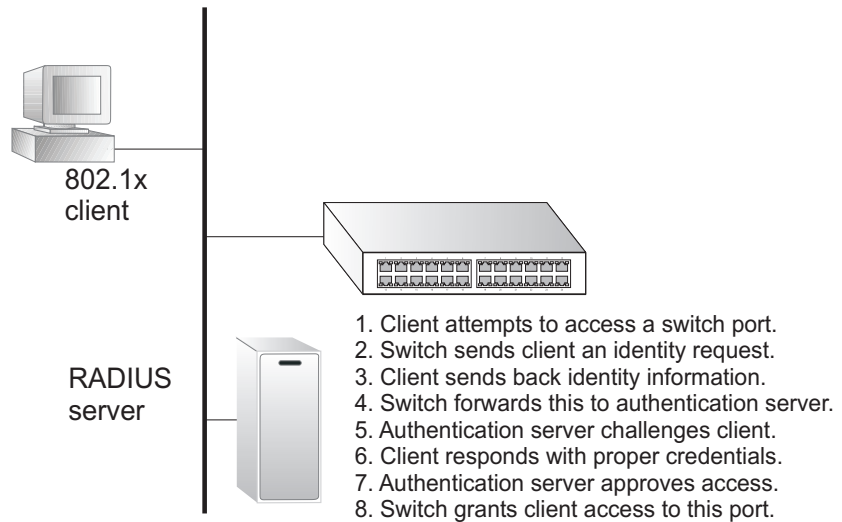 802.1x
client
RADIUS
server
1. Client attempts to access a switch port.
2. Switch sends client an identity request.
3. Client sends back identity information.
4. Switch forwards this to authentication server.
5. Authentication server challenges client.
6. Client responds with proper credentials.
7. Authentication server approves access.
8. Switch grants client access to this port.